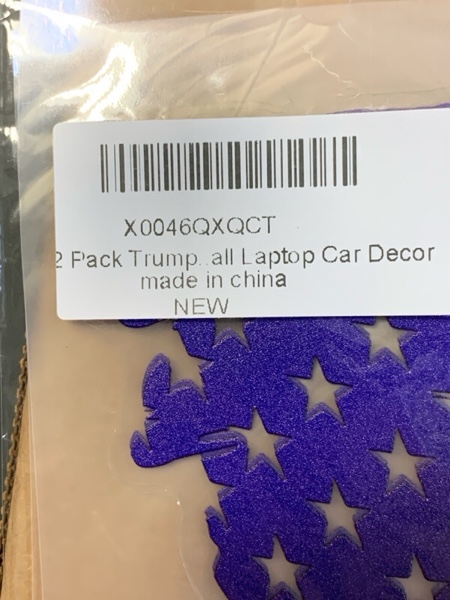 X0046QXQCT
2 Pack Trump..all Laptop Car Decor
made in china
NEW